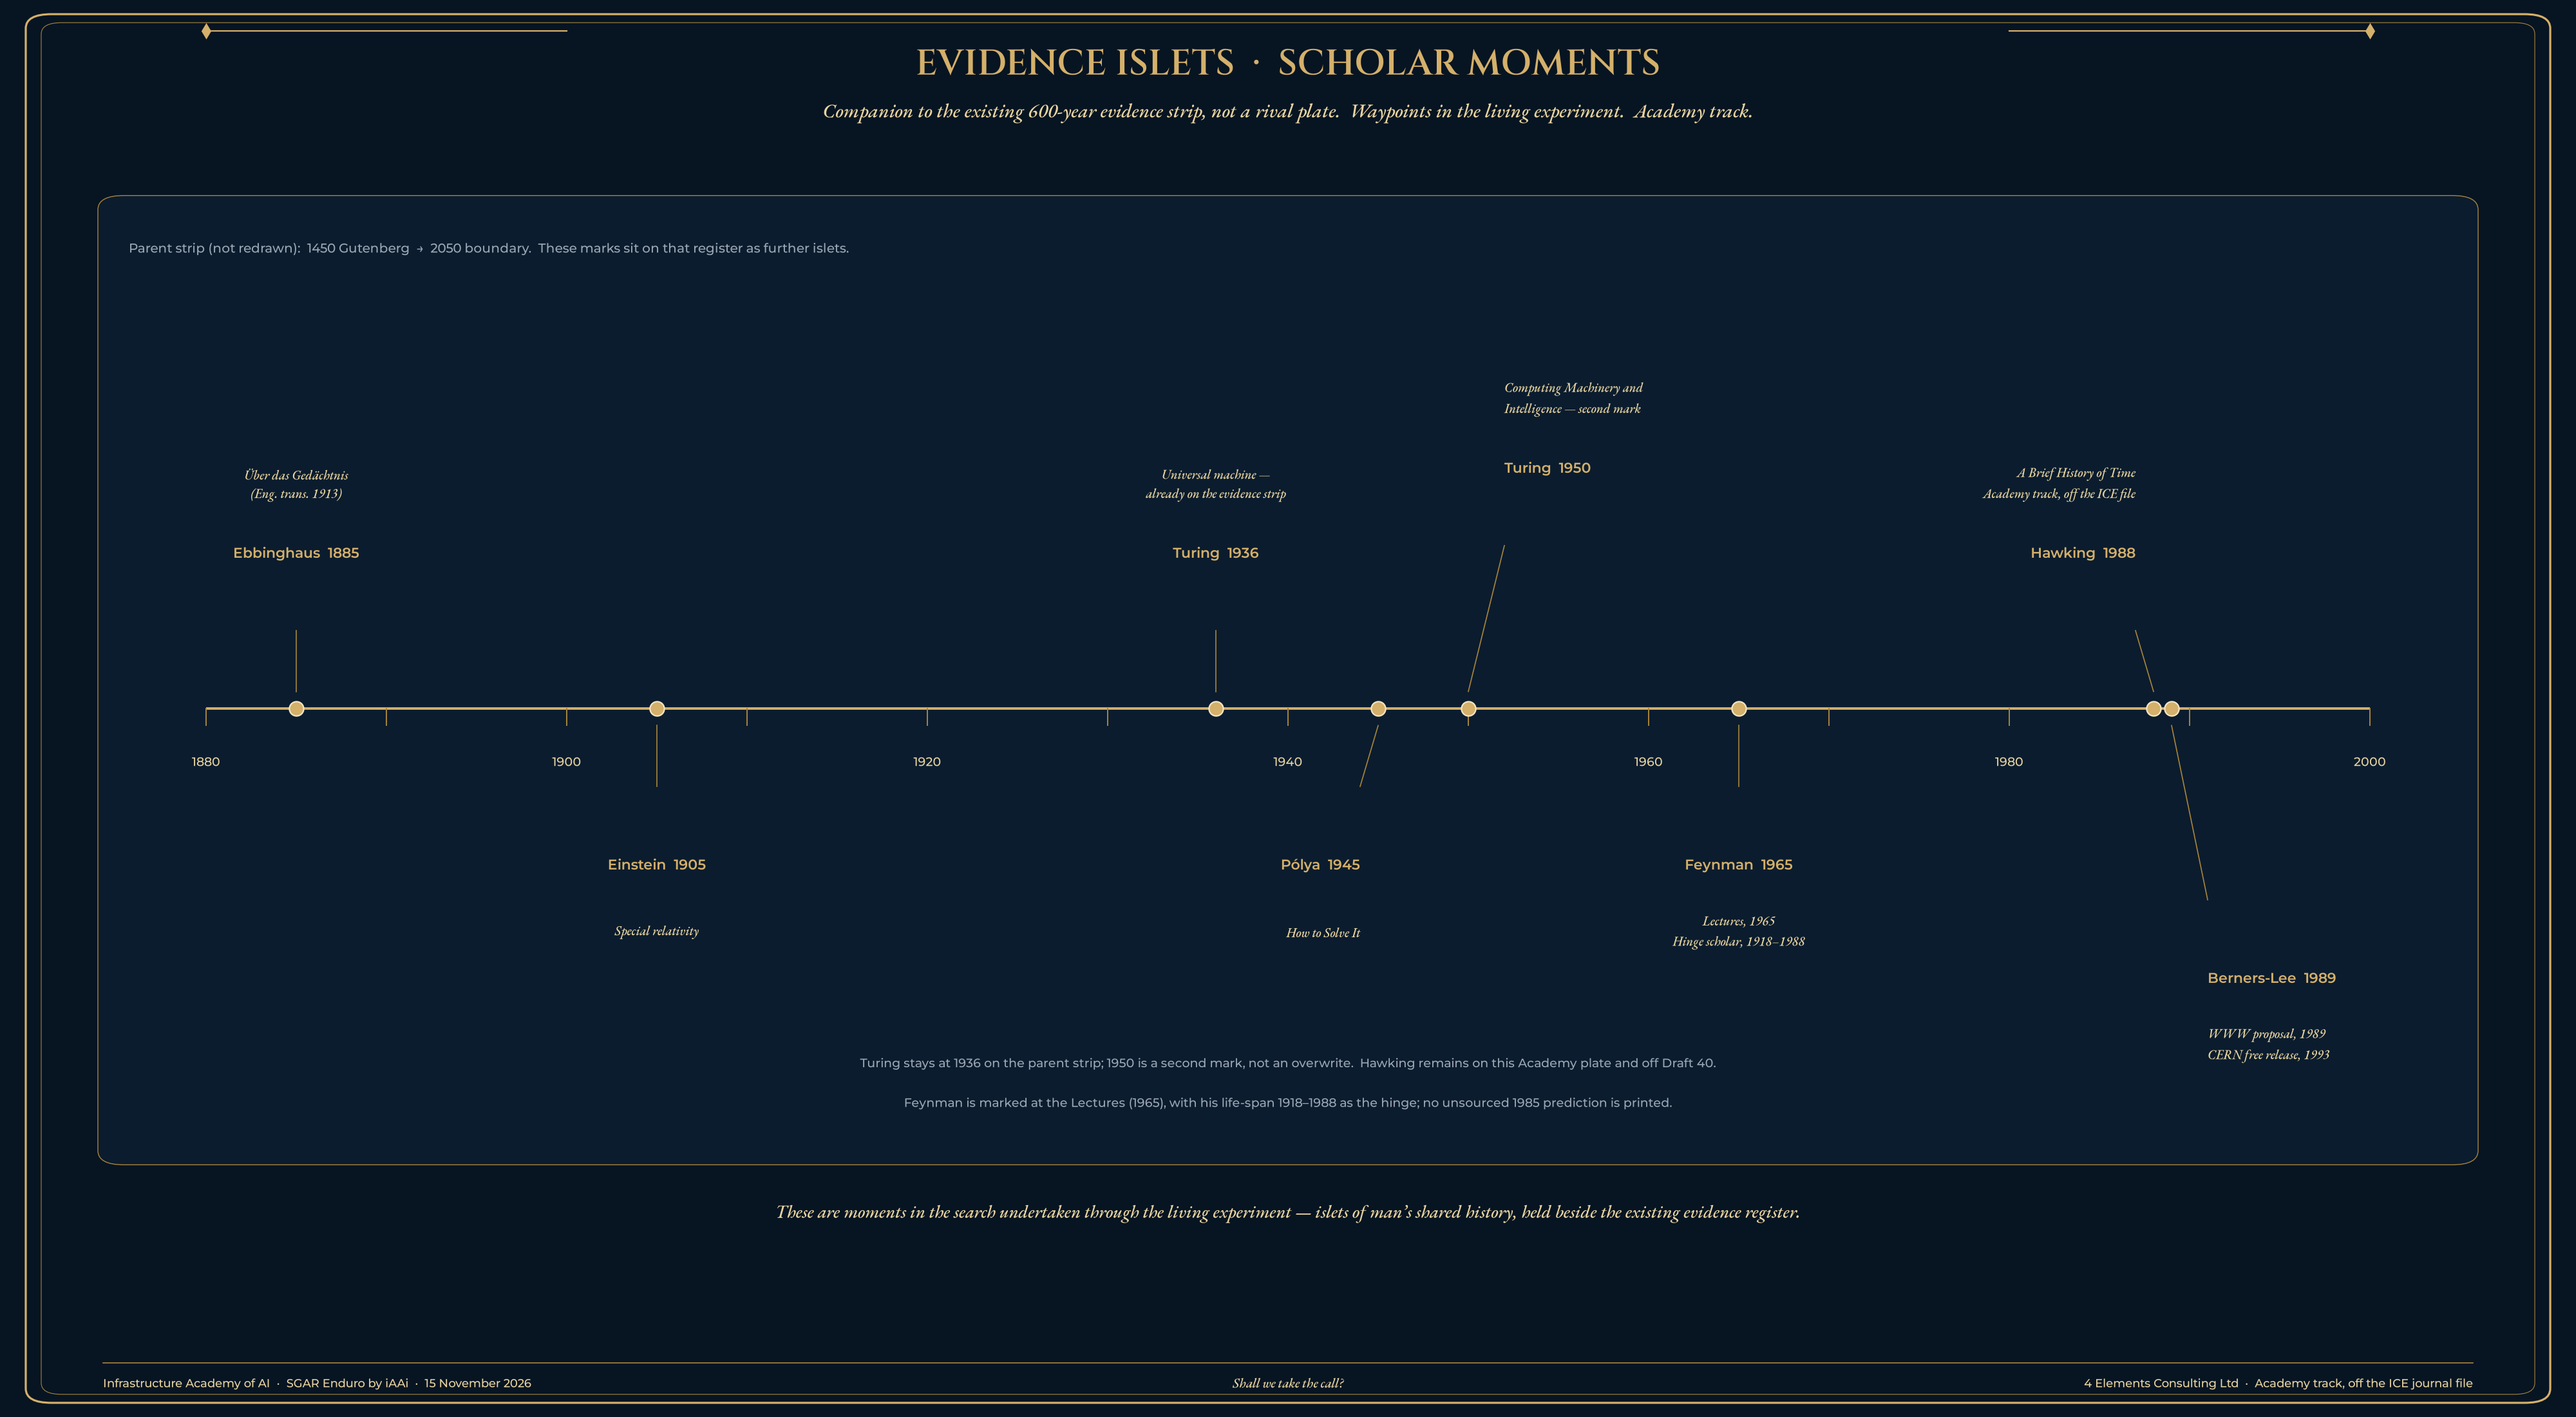 EVIDENCE ISLETS · SCHOLAR MOMENTS
Companion to the existing 600-year evidence strip, not a rival plate. Waypoints in the living experiment. Academy track.
Parent strip (not redrawn): 1450 Gutenberg → 2050 boundary. These marks sit on that register as further islets.
Computing Machinery and
Intelligence — second mark
Turing 1950
Über das Gedächtnis
(Eng. trans. 1913)
Ebbinghaus 1885
Universal machine —
already on the evidence strip
Turing 1936
A Brief History of Time
Academy track, off the ICE file
Hawking 1988
1880 1900 1920 1940 1960 1980 2000
Einstein 1905
Special relativity
Pólya 1945
How to Solve It
Feynman 1965
Lectures, 1965
Hinge scholar, 1918–1988
Berners-Lee 1989
WWW proposal, 1989
CERN free release, 1993
Turing stays at 1936 on the parent strip; 1950 is a second mark, not an overwrite. Hawking remains on this Academy plate and off Draft 40.
Feynman is marked at the Lectures (1965), with his life-span 1918–1988 as the hinge; no unsourced 1985 prediction is printed.
These are moments in the search undertaken through the living experiment — islets of man’s shared history, held beside the existing evidence register.
Infrastructure Academy of AI · SGAR Enduro by iAAi · 15 November 2026
Shall we take the call?
4 Elements Consulting Ltd · Academy track, off the ICE journal file